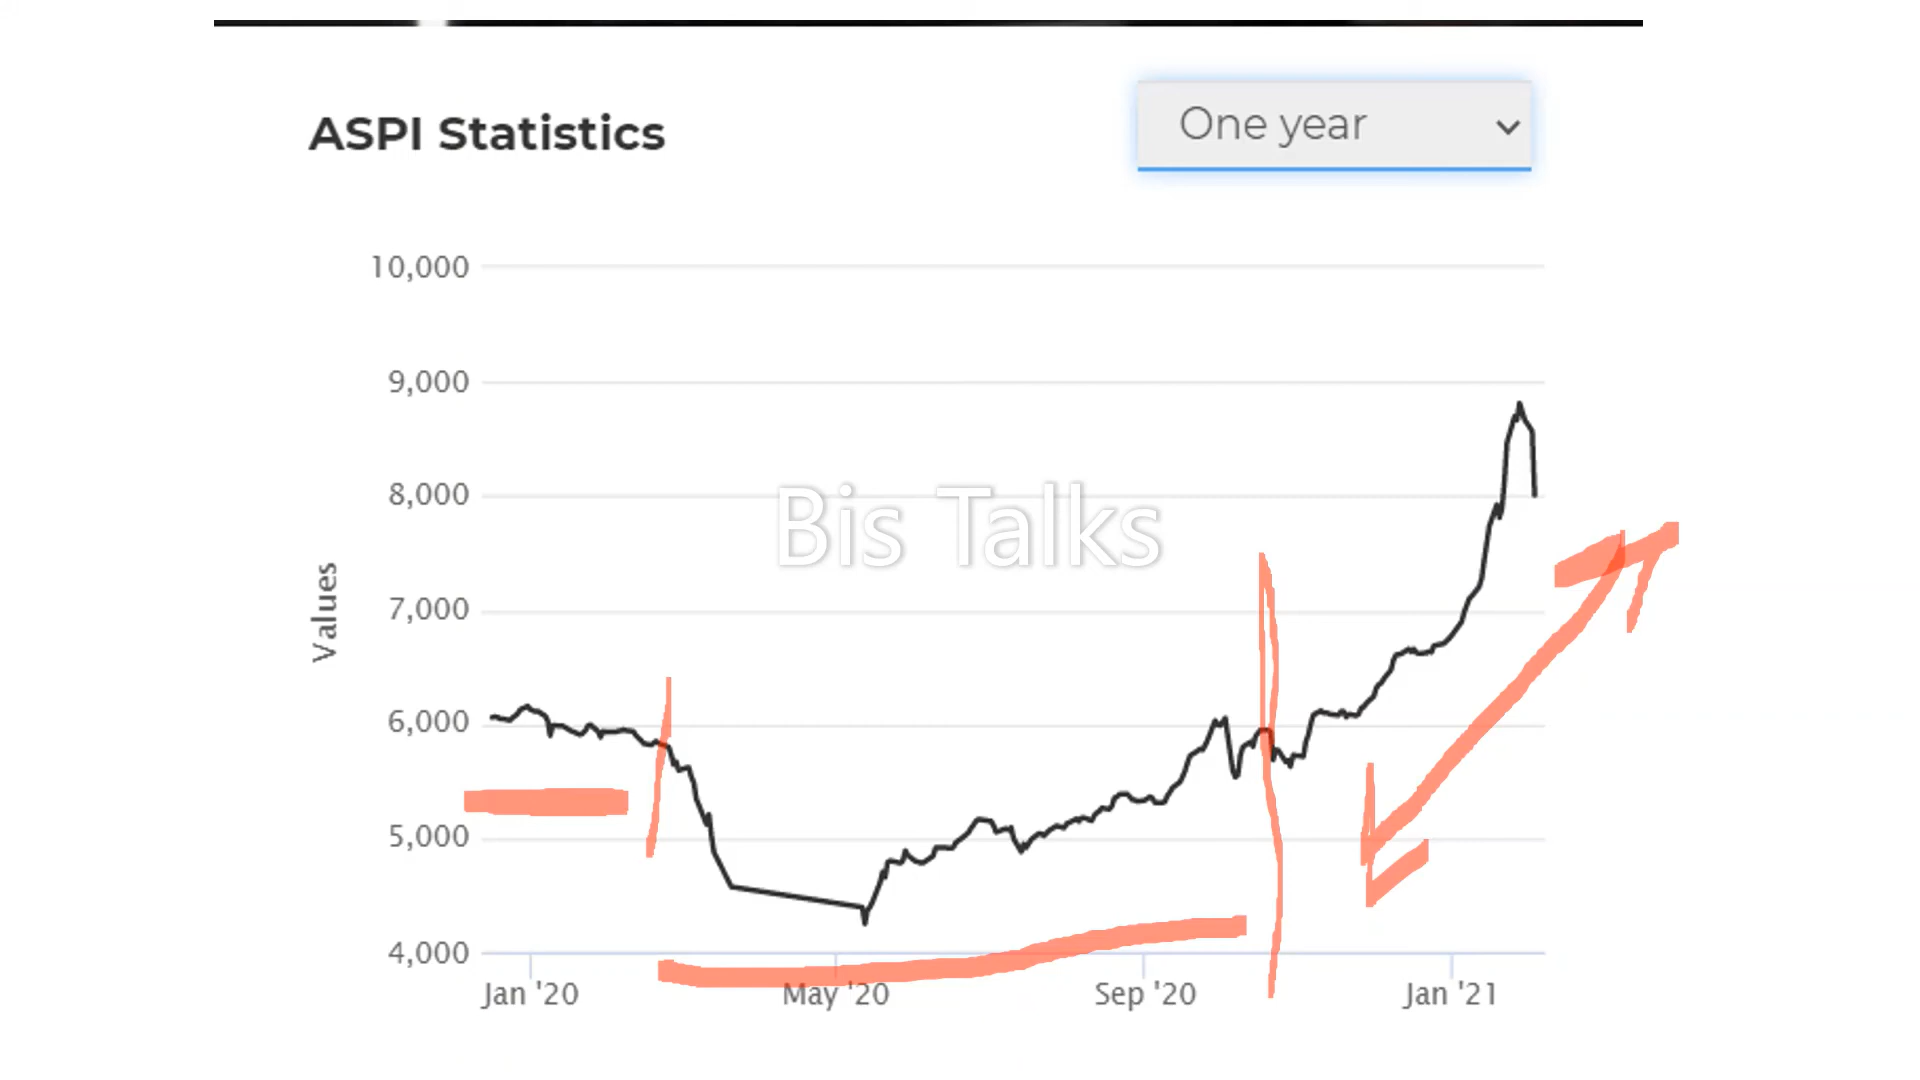 ASPI Statistics
One year
10,000
9,000
8,000
7,000
6,000
5,000
4,000
Values
Bis Talks
Jan '20
May '20
Sep '20
Jan '21